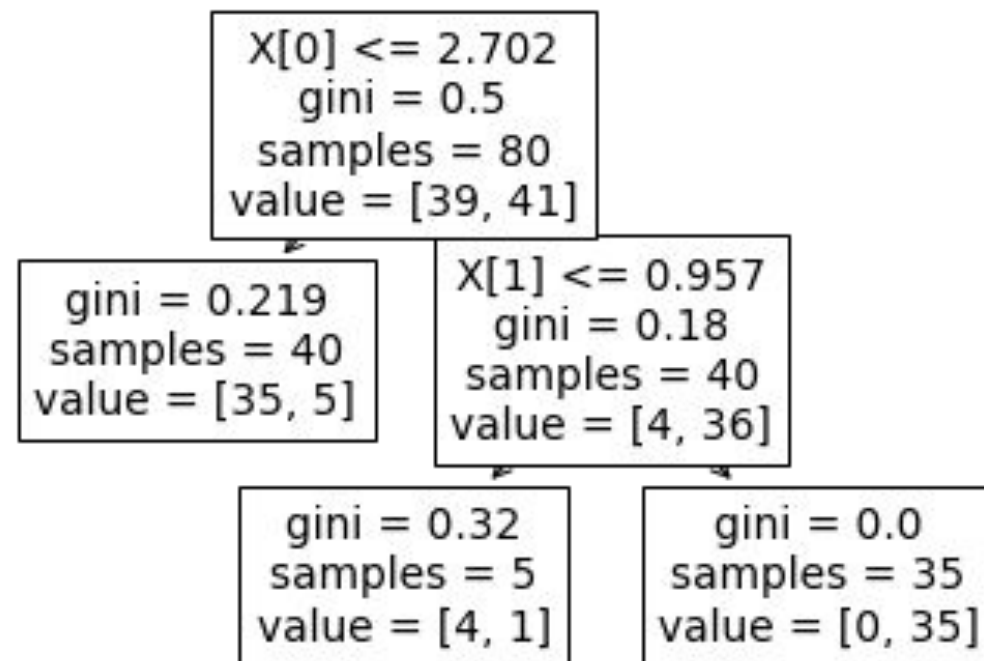 X[0] <= 2.702
gini = 0.5
samples = 80
value = [39, 41]
gini = 0.219
samples = 40
value = [35, 5]
X[1] <= 0.957
gini = 0.18
samples = 40
value = [4, 36]
gini = 0.32
samples = 5
value = [4, 1]
gini = 0.0
samples = 35
value = [0, 35]